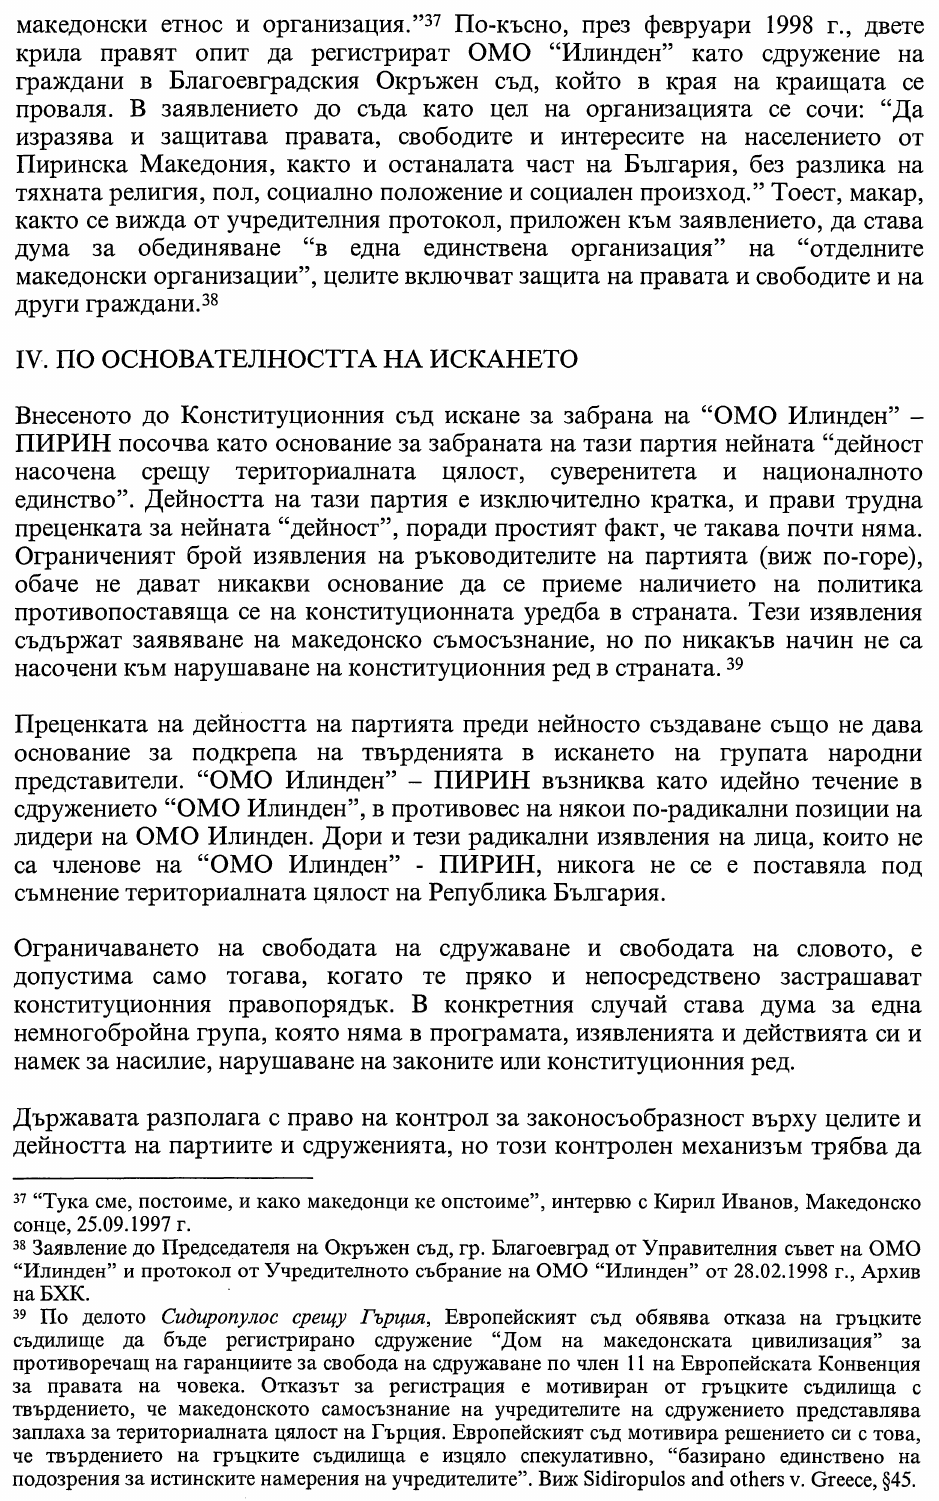 македонски етнос и организация.”37 По-късно, през февруари 1998 г., двете
крила правят опит да регистрират ОМО “Илинден” като сдружение на
граждани в Благоевградския Окръжен съд, който в края на краищата се
проваля. В заявлението до съда като цел на организацията се сочи: “Да
изразява и защитава правата, свободите и интересите на населението от
Пиринска Македония, както и останалата част на България, без разлика на
тяхната религия, пол, социално положение и социален произход.” Тоест, макар,
както се вижда от учредителния протокол, приложен към заявлението, да става
дума за обединяване “в една единствена организация” на “отделните
македонски организации”, целите включват защита на правата и свободите и на
други граждани.38
IV. ПО ОСНОВАТЕЛНОСТТА НА ИСКАНЕТО
Внесеното до Конституционния съд искане за забрана на “ОМО Илинден” –
ПИРИН посочва като основание за забраната на тази партия нейната “дейност
насочена срещу териториалната цялост, суверенитета и националното
единство”. Дейността на тази партия е изключително кратка, и прави трудна
преценката за нейната “дейност”, поради простият факт, че такава почти няма.
Ограниченият брой изявления на ръководителите на партията (виж по-горе),
обаче не дават никакви основание да се приеме наличието на политика
противопоставяща се на конституционната уредба в страната. Тези изявления
съдържат заявяване на македонско съмосъзнание, но по никакъв начин не са
насочени към нарушаване на конституционния ред в страната. 39
Преценката на дейността на партията преди нейносто създаване също не дава
основание за подкрепа на твърденията в искането на групата народни
представители. “ОМО Илинден” – ПИРИН възниква като идейно течение в
сдружението “ОМО Илинден”, в противовес на някои по-радикални позиции на
лидери на ОМО Илинден. Дори и тези радикални изявления на лица, които не
са членове на “ОМО Илинден” - ПИРИН, никога не се е поставяла под
съмнение териториалната цялост на Република България.
Ограничаването на свободата на сдружаване и свободата на словото, е
допустима само тогава, когато те пряко и непосредствено застрашават
конституционния правопорядък. В конкретния случай става дума за една
немногобройна група, която няма в програмата, изявленията и действията си и
намек за насилие, нарушаване на законите или конституционния ред.
Държавата разполага с право на контрол за законосъобразност върху целите и
дейността на партиите и сдруженията, но този контролен механизъм трябва да
37 “Тука сме, постоиме, и како македонци ке опстоиме”, интервю с Кирил Иванов, Македонско
сонце, 25.09.1997 г.
38 Заявление до Председателя на Окръжен съд, гр. Благоевград от Управителния съвет на ОМО
“Илинден” и протокол от Учредителното събрание на ОМО “Илинден” от 28.02.1998 г., Архив
на БХК.
39 По делото Сидиропулос срещу Гърция, Европейският съд обявява отказа на гръцките
съдилище да бъде регистрирано сдружение “Дом на македонската цивилизация” за
противоречащ на гаранциите за свобода на сдружаване по член 11 на Европейската Конвенция
за правата на човека. Отказът за регистрация е мотивиран от гръцките съдилища с
твърдението, че македонското самосъзнание на учредителите на сдружението представлява
заплаха за териториалната цялост на Гърция. Европейският съд мотивира решението си с това,
че твърдението на гръцките съдилища е изцяло спекулативно, “базирано единствено на
подозрения за истинските намерения на учредителите”. Виж Sidiropulos and others v. Greece, §45.